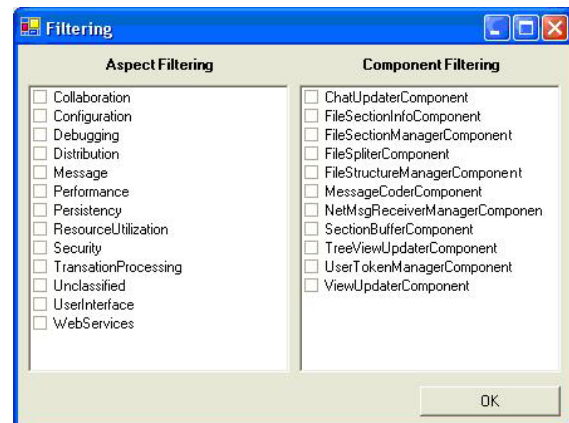 Filtering
Aspect Filtering
Collaboration
Configuration
Debugging
Distribution
Message
Performance
Persistency
ResourceUtilization
Security
TransationProcessing
Unclassified
UserInterface
WebServices
Component Filtering
ChatUpdaterComponent
FileSectionInfoComponent
FileSectionManagerComponent
FileSpliterComponent
FileStructureManagerComponent
MessageCoderComponent
NetMsgReceiverManagerComponen
SectionBufferComponent
TreeViewUpdaterComponent
UserTokenManagerComponent
ViewUpdaterComponent
OK